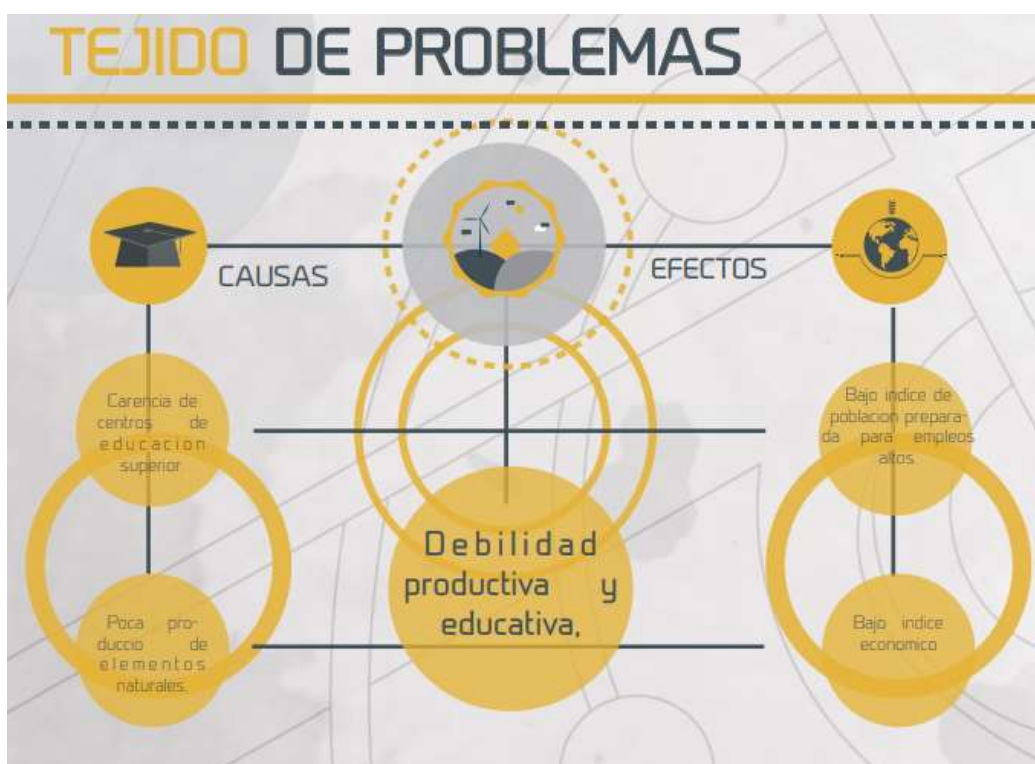 TEJIDO DE PROBLEMAS
CAUSAS
EFECTOS
Carencia de
centros de
educacion
superior
Poca pro-
duccio de
elementos
naturales.
Debilidad
productiva y
educativa,
Bajo indice de
poblacion prepara-
da para empleos
altos.
Bajo indice
economico